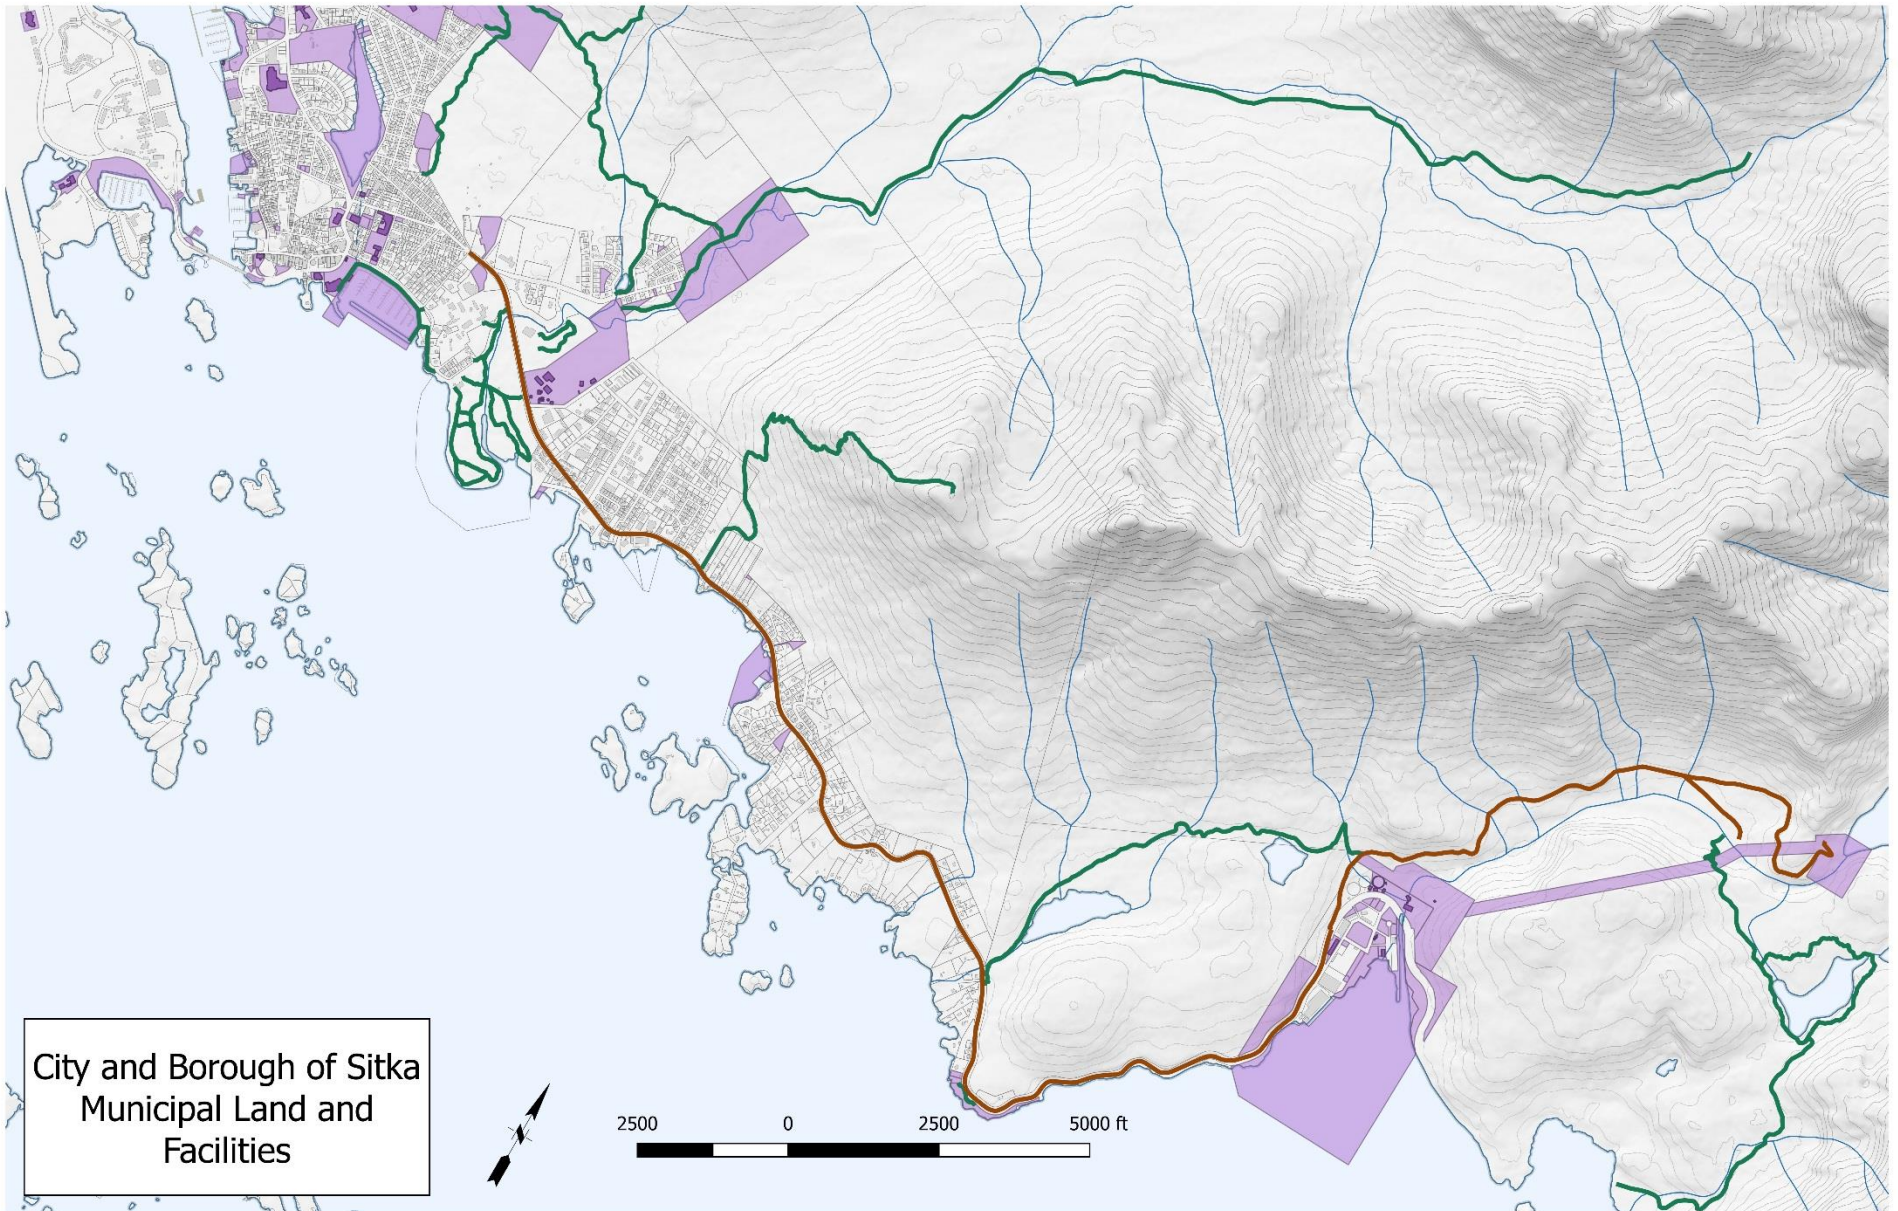 City and Borough of Sitka
Municipal Land and
Facilities
2500 0 2500 5000 ft